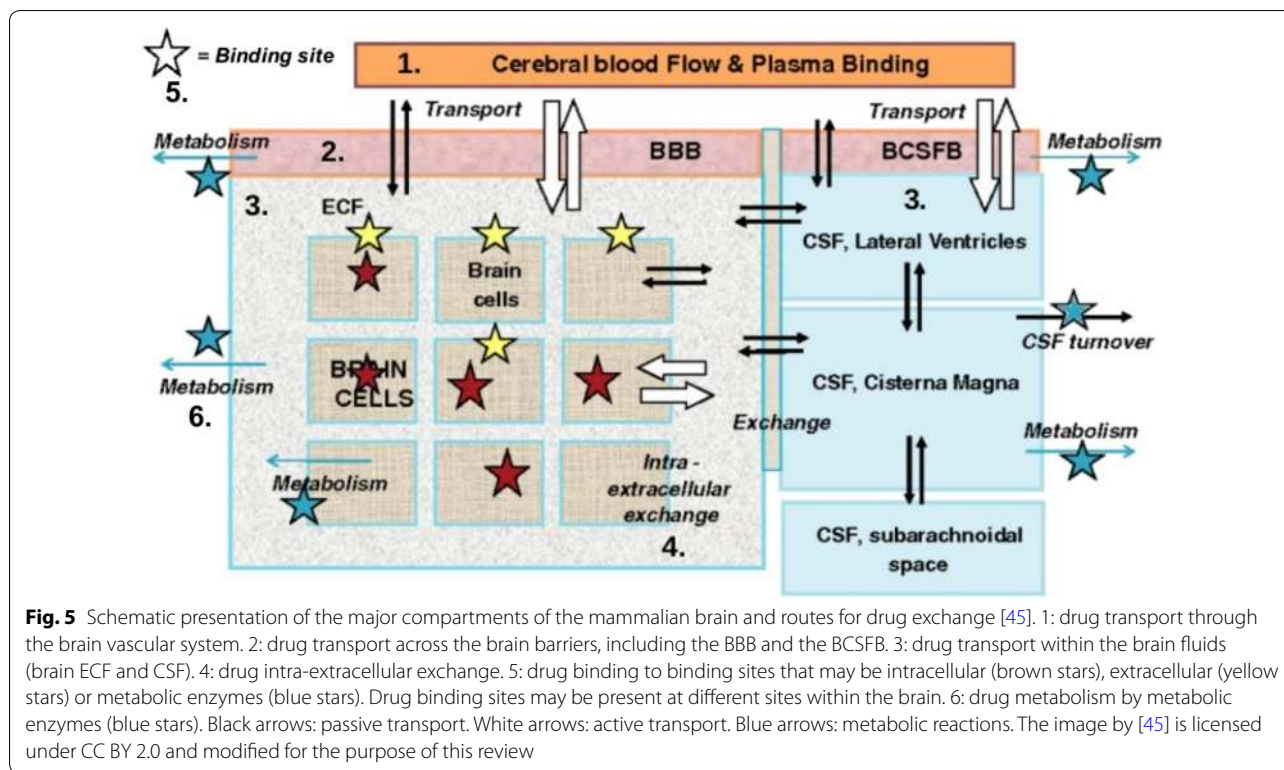 = Binding site
5.
1. Cerebral blood Flow & Plasma Binding
Transport
Transport
Metabolism
2.
BBB
BCSFB
Metabolism
3.
ECF
3.
CSF, Lateral Ventricles
Brain
cells
CSF turnover
Metabolism
6.
BRAIN
CELLS
CSF, Cisterna Magna
Exchange
Metabolism
Metabolism
Intra -
extracellular
exchange
4.
CSF, subarachnoidal
space
Fig. 5 Schematic presentation of the major compartments of the mammalian brain and routes for drug exchange [45]. 1: drug transport through
the brain vascular system. 2: drug transport across the brain barriers, including the BBB and the BCSFB. 3: drug transport within the brain fluids
(brain ECF and CSF). 4: drug intra-extracellular exchange. 5: drug binding to binding sites that may be intracellular (brown stars), extracellular (yellow
stars) or metabolic enzymes (blue stars). Drug binding sites may be present at different sites within the brain. 6: drug metabolism by metabolic
enzymes (blue stars). Black arrows: passive transport. White arrows: active transport. Blue arrows: metabolic reactions. The image by [45] is licensed
under CC BY 2.0 and modified for the purpose of this review